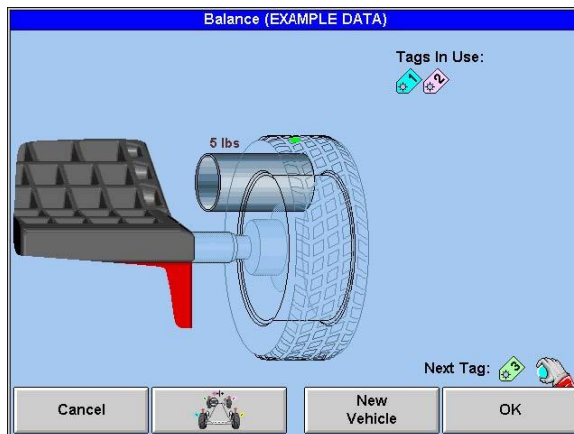 Balance (EXAMPLE DATA)
Tags In Use:
1 2
5 lbs
Next Tag: 3
Cancel
New
Vehicle
OK